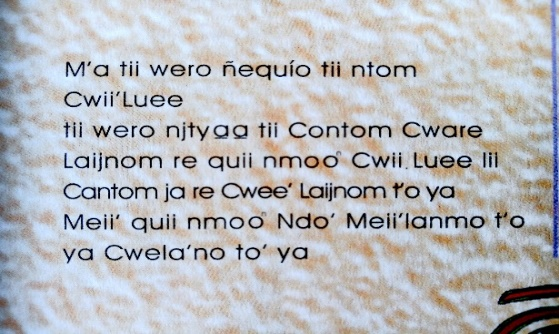 M'a tii wero ñequío tii ntom
Cwii'Luee
tii wero njtyaa tii Contom Cware
Laijnom re quii nmoo° Cwii. Luee lii
Cantom ja re Cwee' Laijnom t'o ya
Meii' quii nmoo° Ndo' Meii'lanmo t'o
ya Cwela'no to' ya